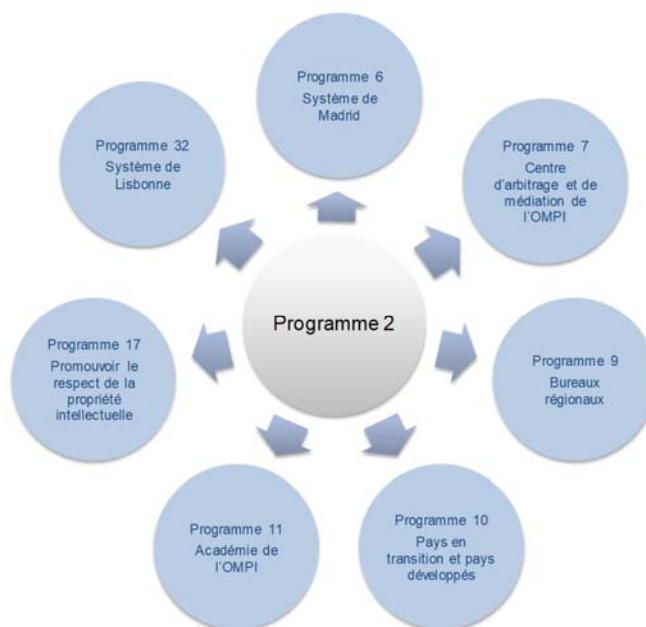 Programme 6
Système de
Madrid
Programme 7
Centre
d'arbitrage et de
médiation de
l'OMPI
Programme 9
Bureaux
régionaux
Programme 10
Pays en
transition et pays
développés
Programme 11
Académie de
l'OMPI
Programme 17
Promouvoir le
respect de la
propriété
intellectuelle
Programme 32
Système de
Lisbonne
Programme 2